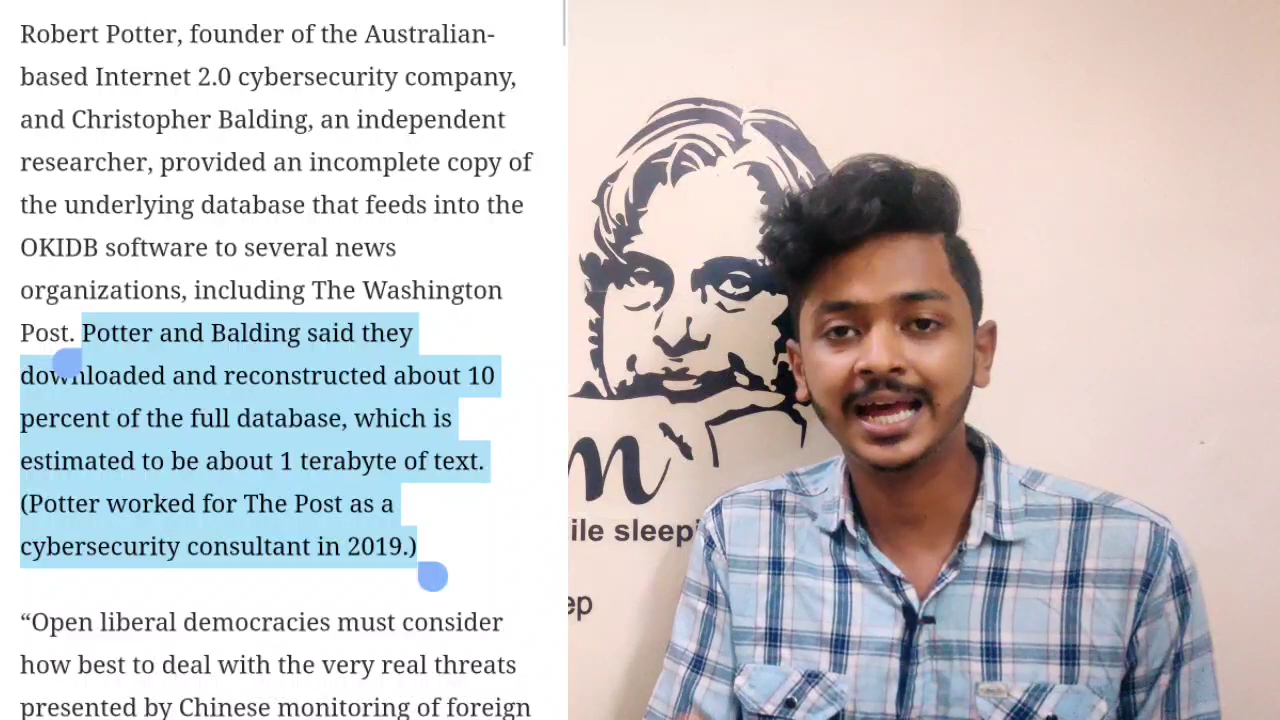 Robert Potter, founder of the Australian-
based Internet 2.0 cybersecurity company,
and Christopher Balding, an independent
researcher, provided an incomplete copy of
the underlying database that feeds into the
OKIDB software to several news
organizations, including The Washington
Post. Potter and Balding said they
downloaded and reconstructed about 10
percent of the full database, which is
estimated to be about 1 terabyte of text.
(Potter worked for The Post as a
cybersecurity consultant in 2019.)
“Open liberal democracies must consider
how best to deal with the very real threats
presented by Chinese monitoring of foreign